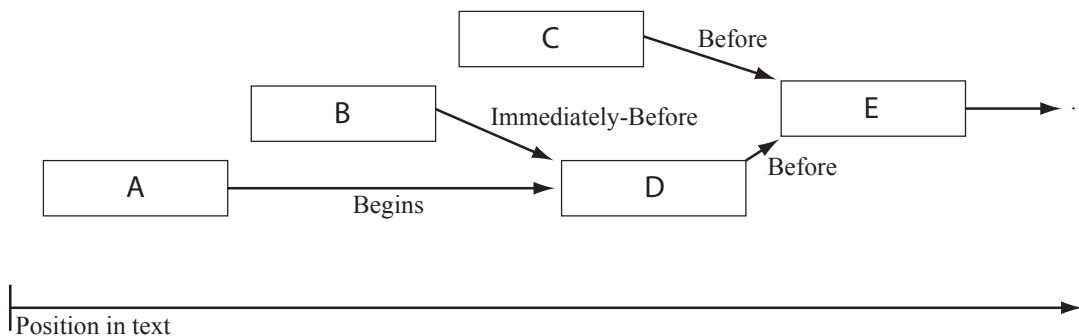 C
Before
B
Immediately-Before
E
A
Begins
D
Before
Position in text